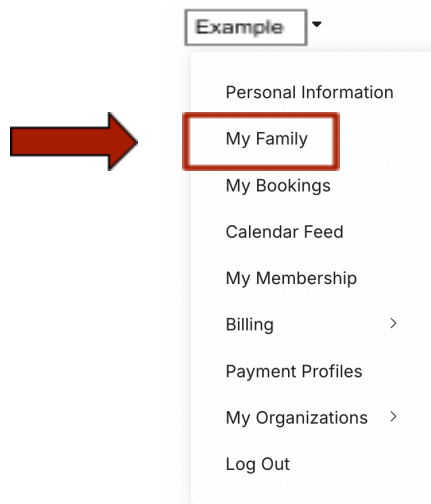 Example
Personal Information
My Family
My Bookings
Calendar Feed
My Membership
Billing
Payment Profiles
My Organizations
Log Out